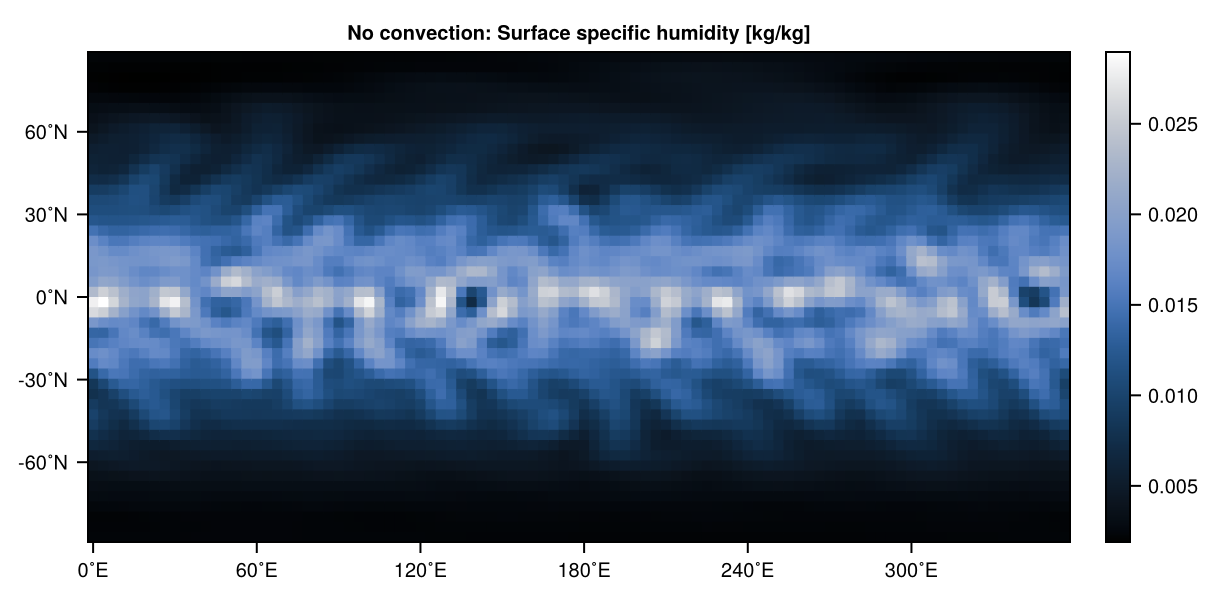 No convection: Surface specific humidity [kg/kg]
60˚N
30˚N
0˚N
-30˚N
-60˚N
0˚E
60˚E
120˚E
180˚E
240˚E
300˚E
0.025
0.020
0.015
0.010
0.005